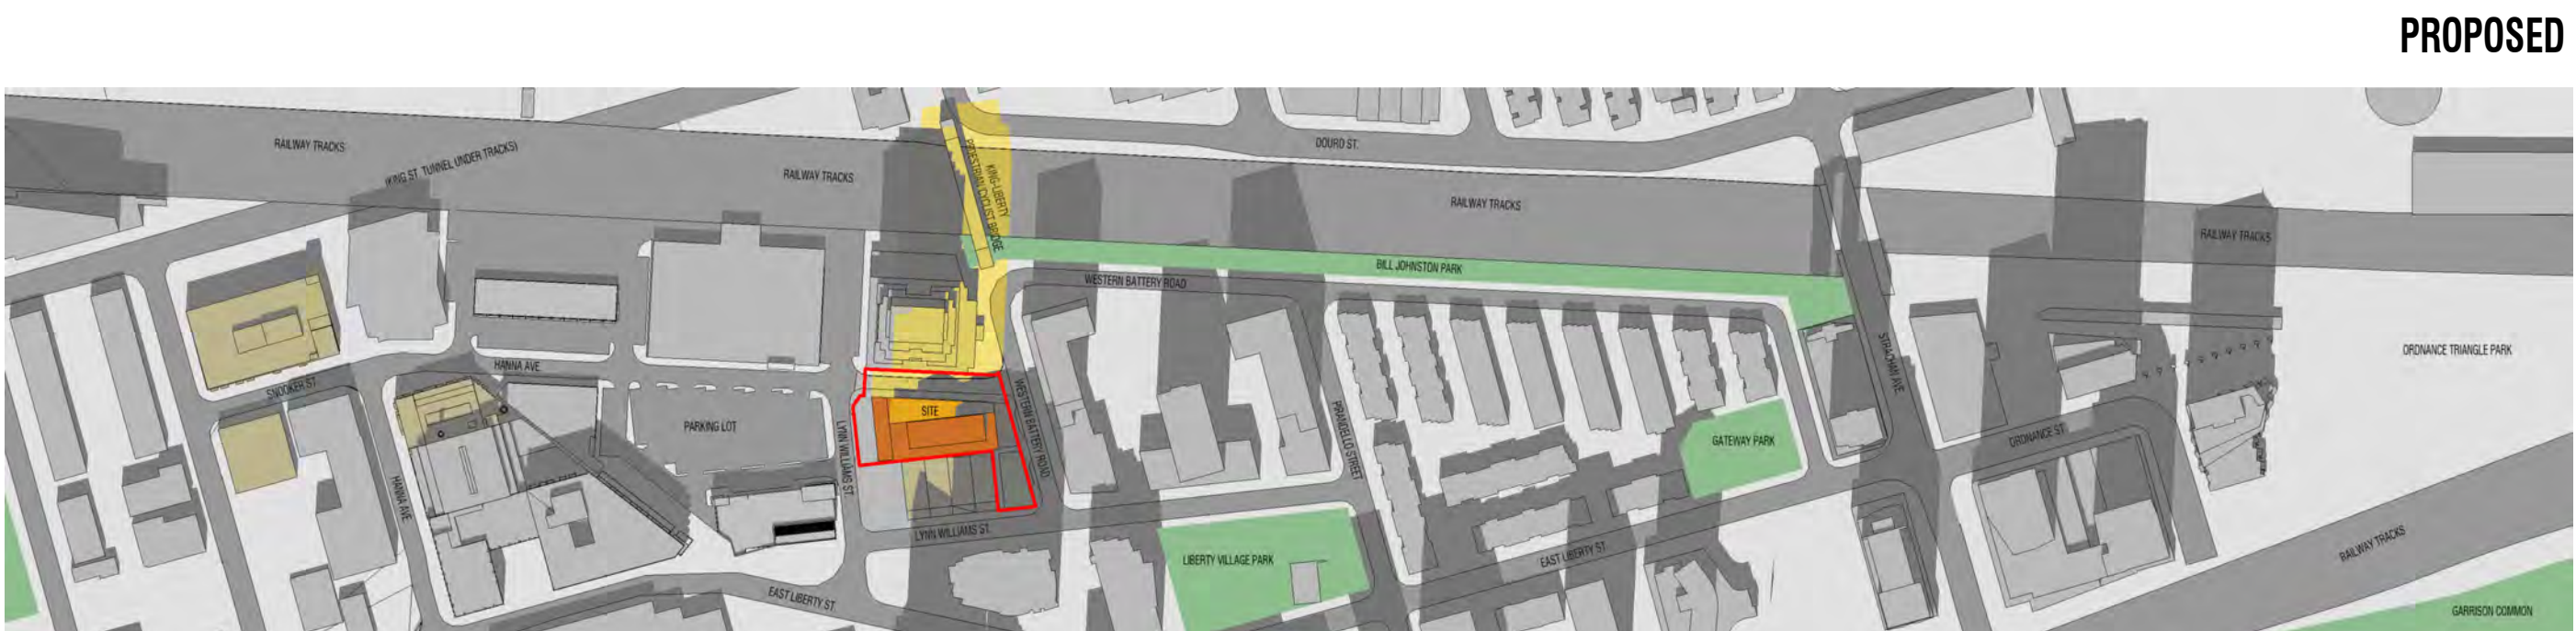 PROPOSED
RAILWAY TRACKS
(KING ST. TUNNEL UNDER TRACKS)
RAILWAY TRACKS
KING-LIBERTY
PEDESTRIAN CYCLIST BRIDGE
DOURO ST.
RAILWAY TRACKS
RAILWAY TRACKS
BILL JOHNSTON PARK
WESTERN BATTERY ROAD
STRACHAN AVE.
ORDNANCE TRIANGLE PARK
HANNA AVE.
SNOOKER ST.
SITE
WESTERN BATTERY ROAD
PARKING LOT
LYNN WILLIAMS ST.
PIRANDELLO STREET
GATEWAY PARK
ORDNANCE ST.
HANNA AVE.
LYNN WILLIAMS ST.
LIBERTY VILLAGE PARK
EAST LIBERTY ST.
RAILWAY TRACKS
EAST LIBERTY ST.
GARRISON COMMON